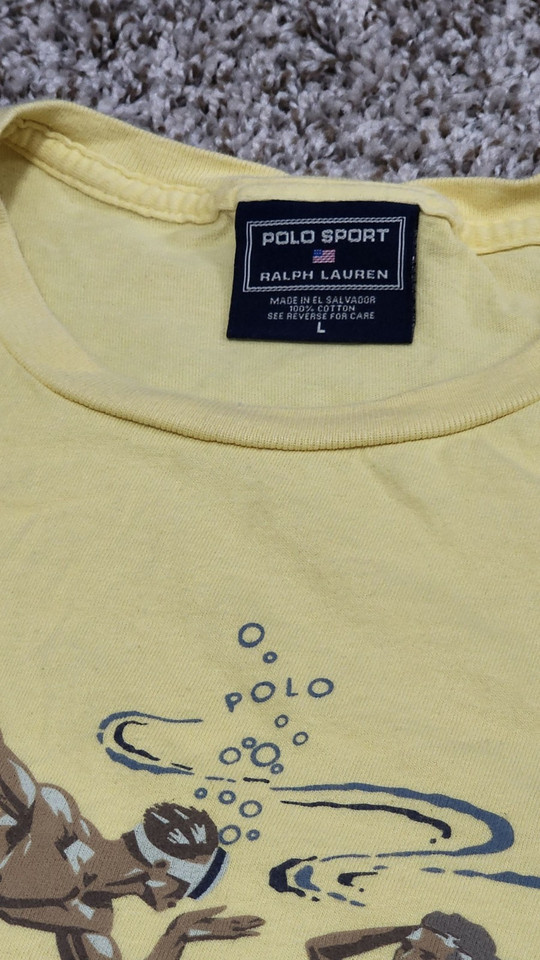 POLO SPORT
RALPH LAUREN
MADE IN EL SALVADOR
100% COTTON
SEE REVERSE FOR CARE
L
POLO